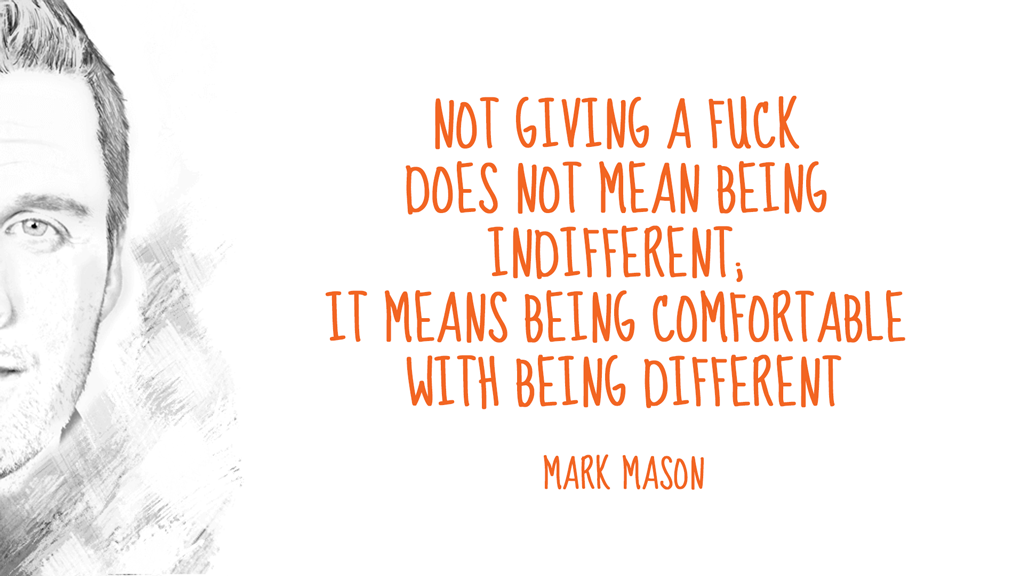 NOT GIVING A FUCK
DOES NOT MEAN BEING
INDIFFERENT;
IT MEANS BEING COMFORTABLE
WITH BEING DIFFERENT
MARK MASON